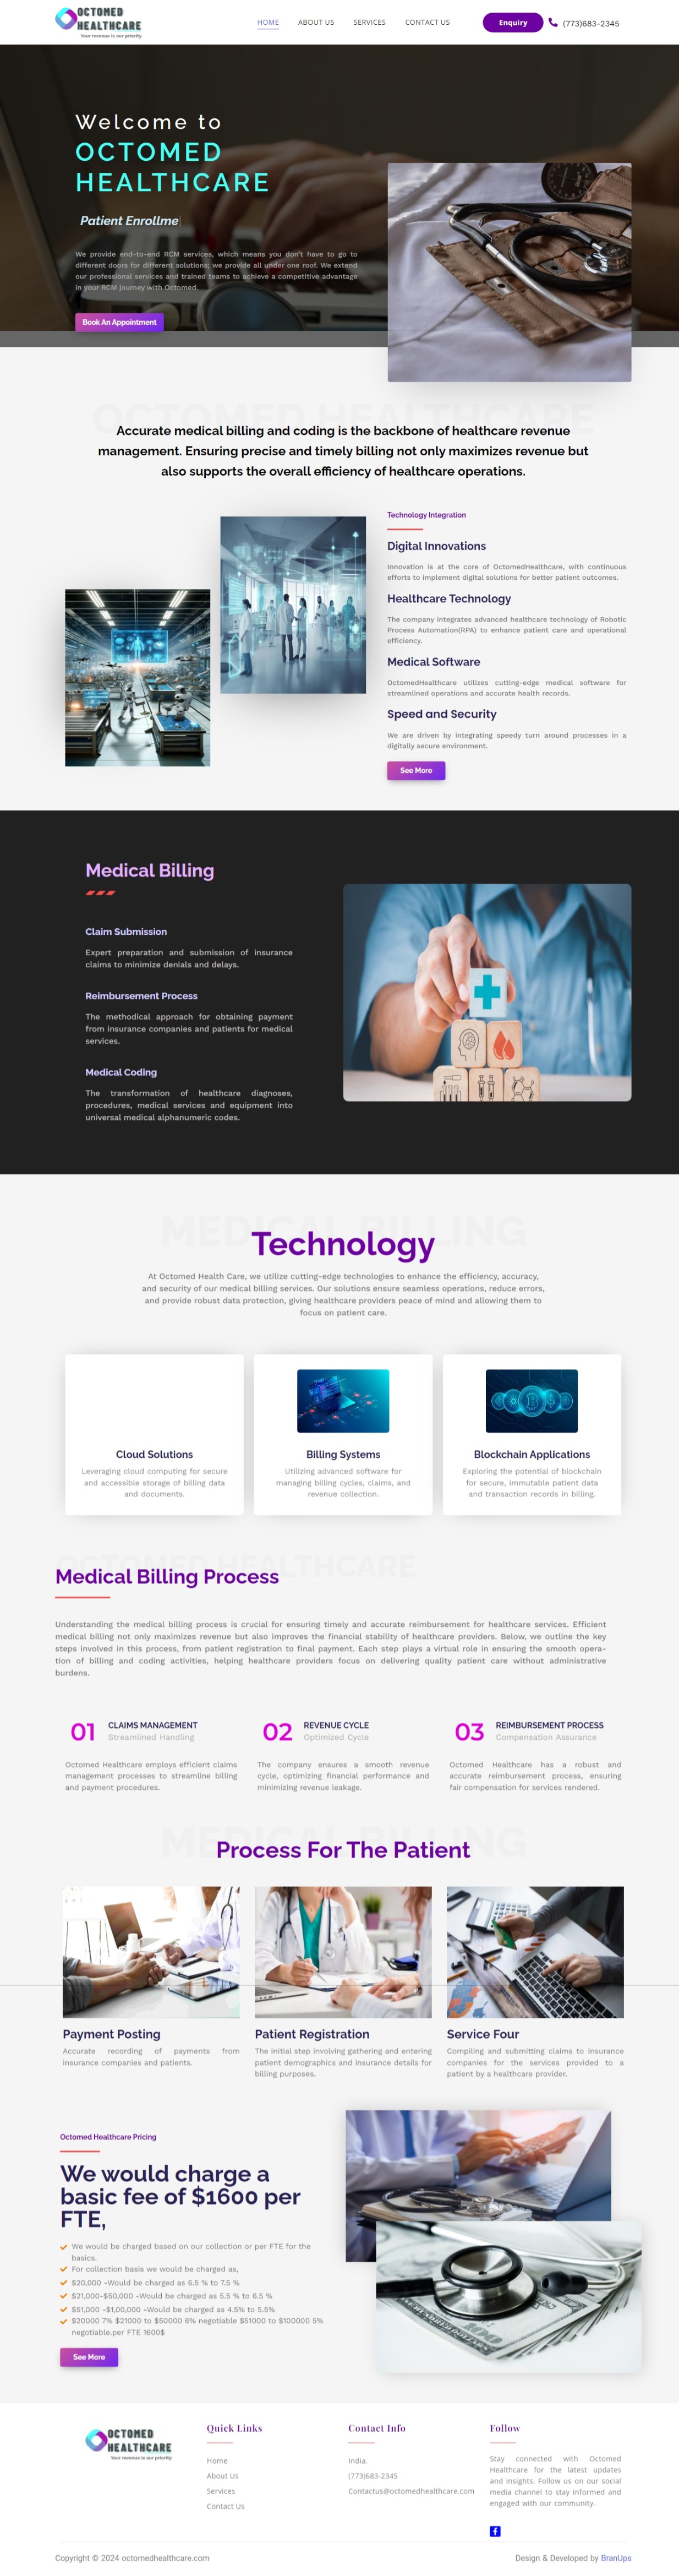 OCTOMED
HEALTHCARE
Your revenue is our priority
HOME ABOUT US SERVICES CONTACT US Enquiry (773)683-2345
Welcome to
OCTOMED
HEALTHCARE
Patient Enrollme
We provide end-to-end RCM services, which means you don't have to go to
different doors for different solutions; we provide all under one roof. We extend
our professional services and trained teams to achieve a competitive advantage
in your RCM journey with Octomed.
Book An Appointment
OCTOMED HEALTHCARE
Accurate medical billing and coding is the backbone of healthcare revenue
management. Ensuring precise and timely billing not only maximizes revenue but
also supports the overall efficiency of healthcare operations.
Technology Integration
Digital Innovations
Innovation is at the core of OctomedHealthcare, with continuous
efforts to implement digital solutions for better patient outcomes.
Healthcare Technology
The company integrates advanced healthcare technology of Robotic
Process Automation(RPA) to enhance patient care and operational
efficiency.
Medical Software
OctomedHealthcare utilizes cutting-edge medical software for
streamlined operations and accurate health records.
Speed and Security
We are driven by integrating speedy turn around processes in a
digitally secure environment.
See More
Medical Billing
Claim Submission
Expert preparation and submission of insurance
claims to minimize denials and delays.
Reimbursement Process
The methodical approach for obtaining payment
from insurance companies and patients for medical
services.
Medical Coding
The transformation of healthcare diagnoses,
procedures, medical services and equipment into
universal medical alphanumeric codes.
MEDICAL BILLING
Technology
At Octomed Health Care, we utilize cutting-edge technologies to enhance the efficiency, accuracy,
and security of our medical billing services. Our solutions ensure seamless operations, reduce errors,
and provide robust data protection, giving healthcare providers peace of mind and allowing them to
focus on patient care.
Cloud Solutions
Leveraging cloud computing for secure
and accessible storage of billing data
and documents.
Billing Systems
Utilizing advanced software for
managing billing cycles, claims, and
revenue collection.
Blockchain Applications
Exploring the potential of blockchain
for secure, immutable patient data
and transaction records in billing.
OCTOMED HEALTHCARE
Medical Billing Process
Understanding the medical billing process is crucial for ensuring timely and accurate reimbursement for healthcare services. Efficient
medical billing not only maximizes revenue but also improves the financial stability of healthcare providers. Below, we outline the key
steps involved in this process, from patient registration to final payment. Each step plays a virtual role in ensuring the smooth opera-
tion of billing and coding activities, helping healthcare providers focus on delivering quality patient care without administrative
burdens.
01 CLAIMS MANAGEMENT
Streamlined Handling
Octomed Healthcare employs efficient claims
management processes to streamline billing
and payment procedures.
02 REVENUE CYCLE
Optimized Cycle
The company ensures a smooth revenue
cycle, optimizing financial performance and
minimizing revenue leakage.
03 REIMBURSEMENT PROCESS
Compensation Assurance
Octomed Healthcare has a robust and
accurate reimbursement process, ensuring
fair compensation for services rendered.
MEDICAL BILLING
Process For The Patient
Payment Posting
Accurate recording of payments from
insurance companies and patients.
Patient Registration
The initial step involving gathering and entering
patient demographics and insurance details for
billing purposes.
Service Four
Compiling and submitting claims to insurance
companies for the services provided to a
patient by a healthcare provider.
Octomed Healthcare Pricing
We would charge a
basic fee of $1600 per
FTE,
We would be charged based on our collection or per FTE for the
basics.
For collection basis we would be charged as,
$20,000 -Would be charged as 6.5 % to 7.5 %
$21,000-$50,000 -Would be charged as 5.5 % to 6.5 %
$51,000 -$1,00,000 -Would be charged as 4.5% to 5.5%
$20000 7% $21000 to $50000 6% negotiable $51000 to $100000 5%
negotiable.per FTE 1600$
See More
OCTOMED
HEALTHCARE
Your revenue is our priority
Quick Links
Home
About Us
Services
Contact Us
Contact Info
India.
(773)683-2345
Contactus@octomedhealthcare.com
Follow
Stay connected with Octomed
Healthcare for the latest updates
and insights. Follow us on our social
media channel to stay informed and
engaged with our community.
Copyright © 2024 octomedhealthcare.com
Design & Developed by BranUps